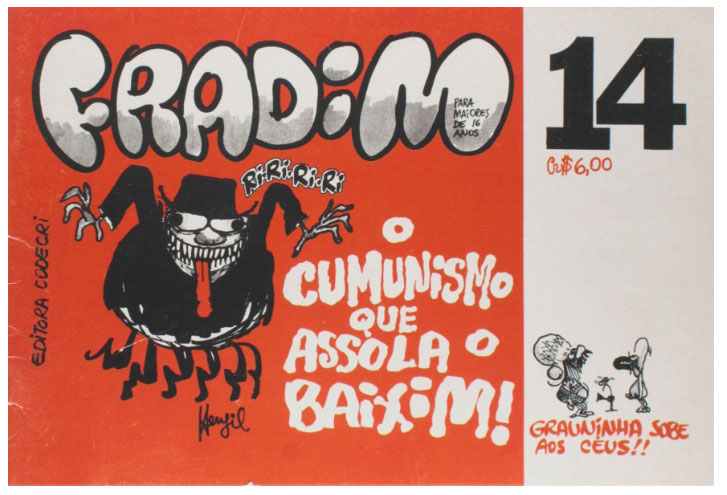 FRADiM
PARA
MAiORES
DE 16
ANOS
14
Cr$ 6,00
Ri·Ri·Ri·Ri
EDITORA CODECRI
O
CUMUNiSMO
QUE
ASSOLA O
BAiXiM!
Henfil
GRAUNiNHA SOBE
AOS CÉUS!!